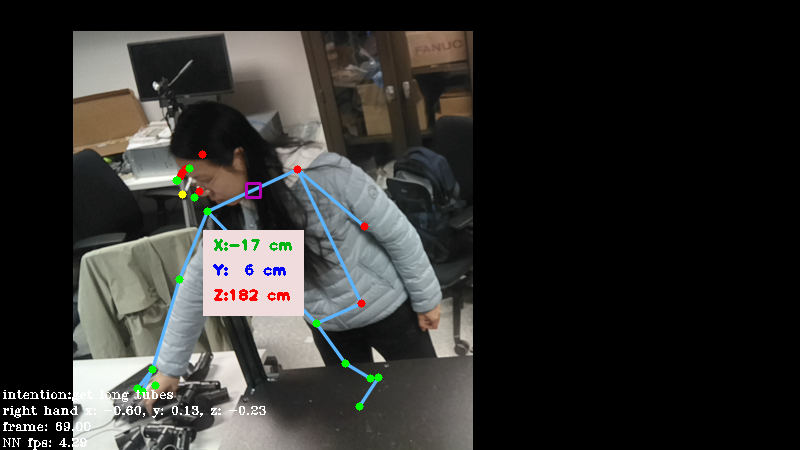 FANUC
X:-17 cm
Y: 6 cm
Z:182 cm
intention:get long tubes
right hand x: -0.60, y: 0.13, z: -0.23
frame: 69.00
NN fps: 4.29